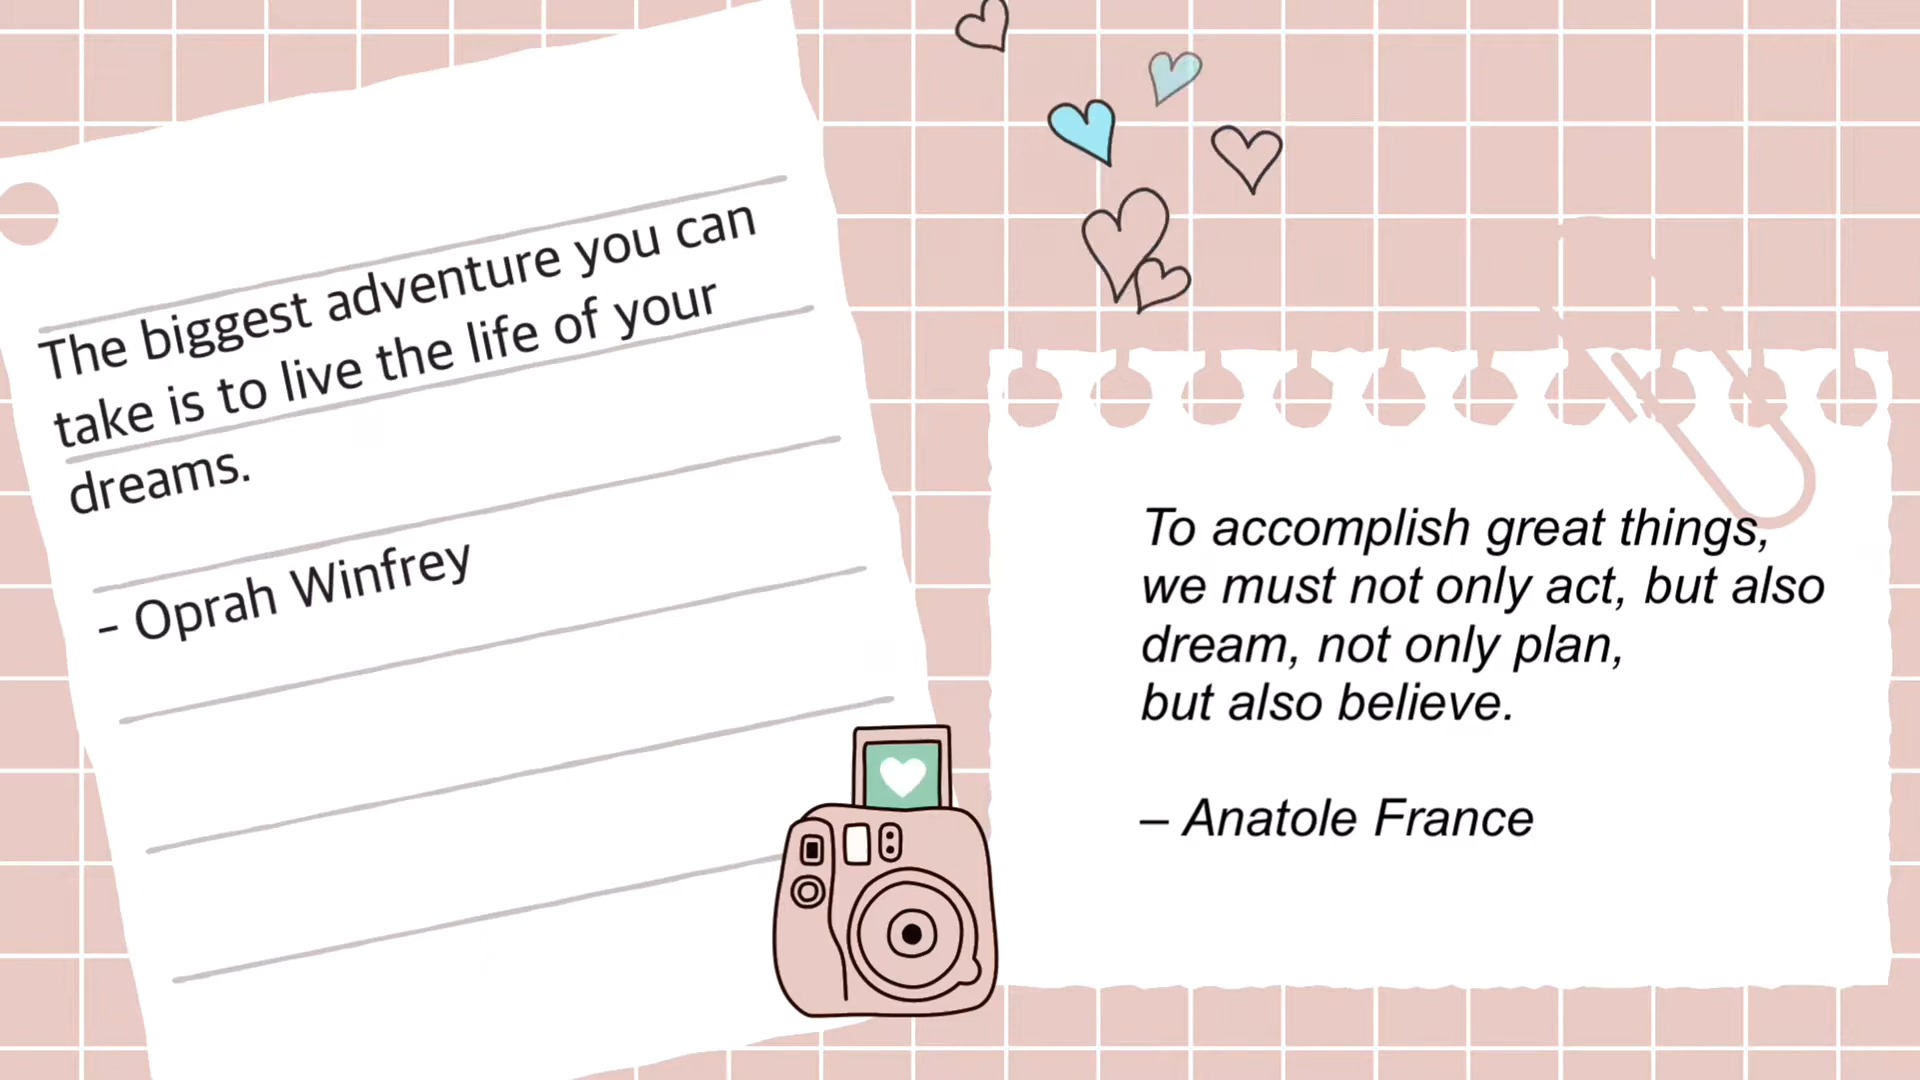 The biggest adventure you can
take is to live the life of your
dreams.
– Oprah Winfrey
To accomplish great things,
we must not only act, but also
dream, not only plan,
but also believe.
– Anatole France